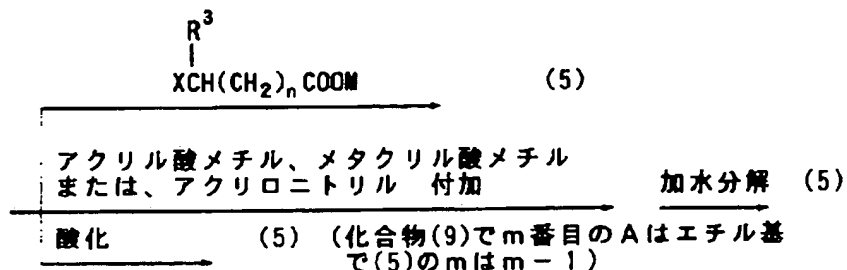 R³
XCH(CH₂)ₙCOOM (5)
アクリル酸メチル、メタクリル酸メチル
または、アクリロニトリル 付加 加水分解 (5)
酸化 (5) (化合物(9)でm番目のAはエチル基
で(5)のmはm－1)